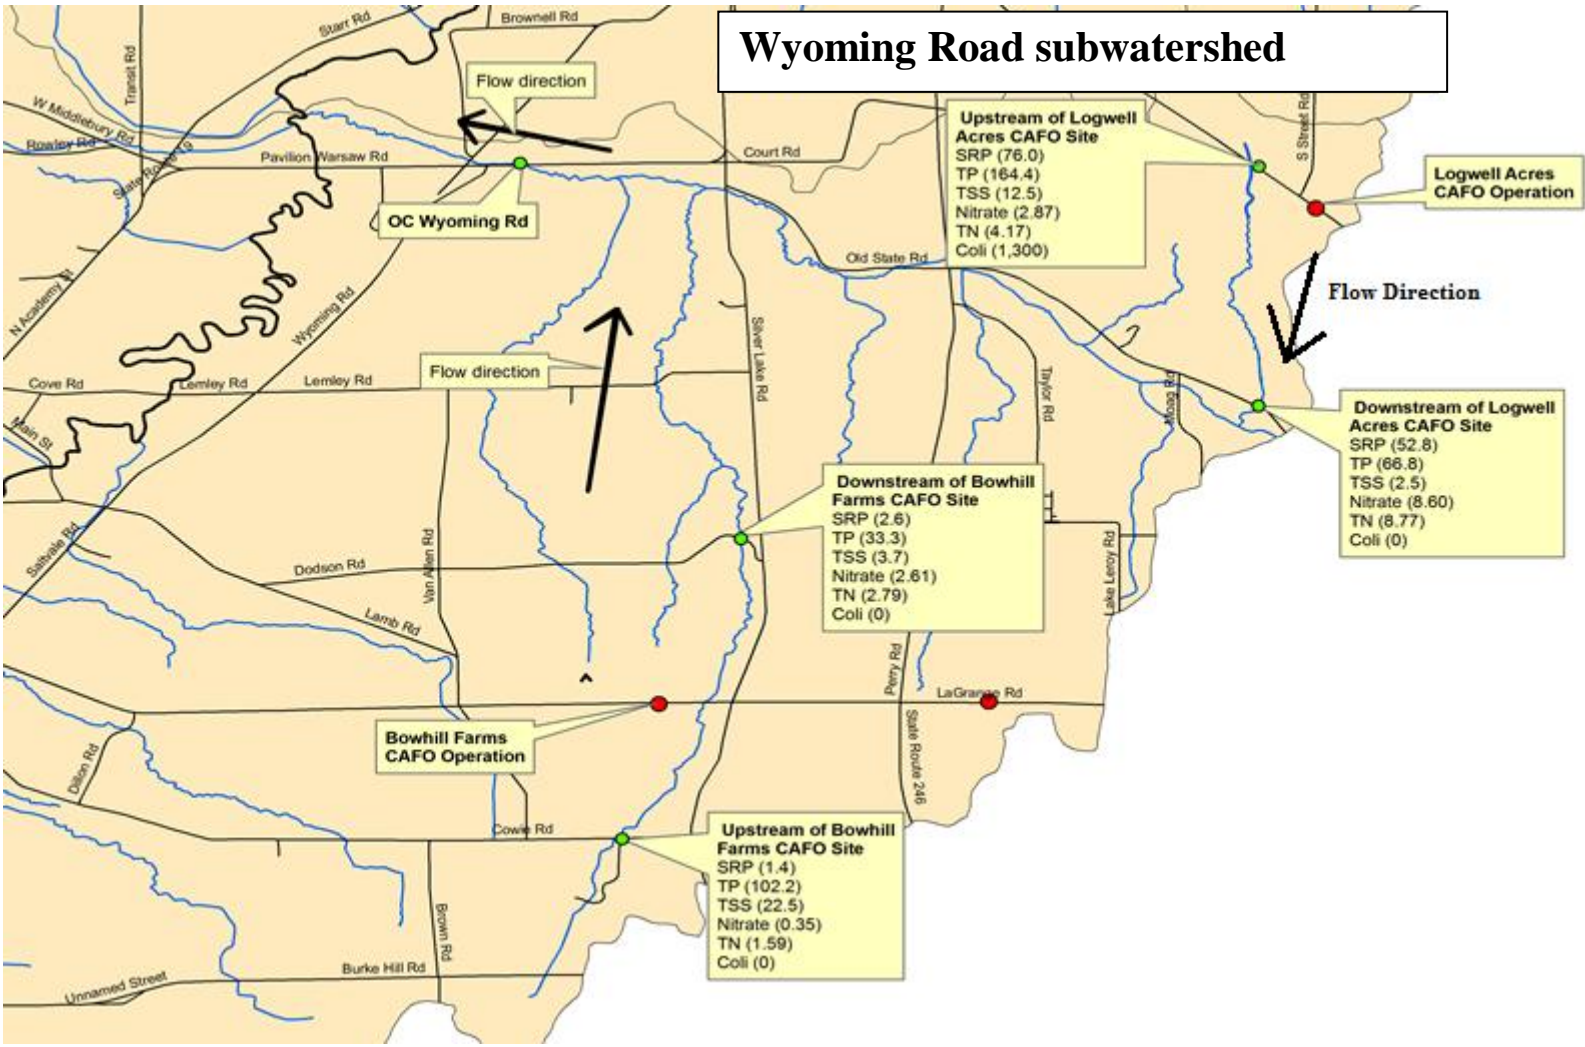 Wyoming Road subwatershed
Starr Rd
Brownell Rd
Transit Rd
Flow direction
W Middlebury Rd
Rowley Rd
State Route 19
Pavilion Warsaw Rd
Court Rd
S Street Rd
Upstream of Logwell
Acres CAFO Site
SRP (76.0)
TP (164.4)
TSS (12.5)
Nitrate (2.87)
TN (4.17)
Coli (1,300)
Logwell Acres
CAFO Operation
OC Wyoming Rd
Old State Rd
Flow Direction
N Academy St
Wyoming Rd
Silver Lake Rd
Flow direction
Cove Rd
Lemley Rd
Lemley Rd
Taylor Rd
Moag Rd
Main St
Downstream of Logwell
Acres CAFO Site
SRP (52.8)
TP (66.8)
TSS (2.5)
Nitrate (8.60)
TN (8.77)
Coli (0)
Downstream of Bowhill
Farms CAFO Site
SRP (2.6)
TP (33.3)
TSS (3.7)
Nitrate (2.61)
TN (2.79)
Coli (0)
Saltvale Rd
Dodson Rd
Van Allen Rd
Lake Leroy Rd
Lamb Rd
Perry Rd
LaGrange Rd
State Route 246
Bowhill Farms
CAFO Operation
Dillon Rd
Cowie Rd
Upstream of Bowhill
Farms CAFO Site
SRP (1.4)
TP (102.2)
TSS (22.5)
Nitrate (0.35)
TN (1.59)
Coli (0)
Brown Rd
Burke Hill Rd
Unnamed Street